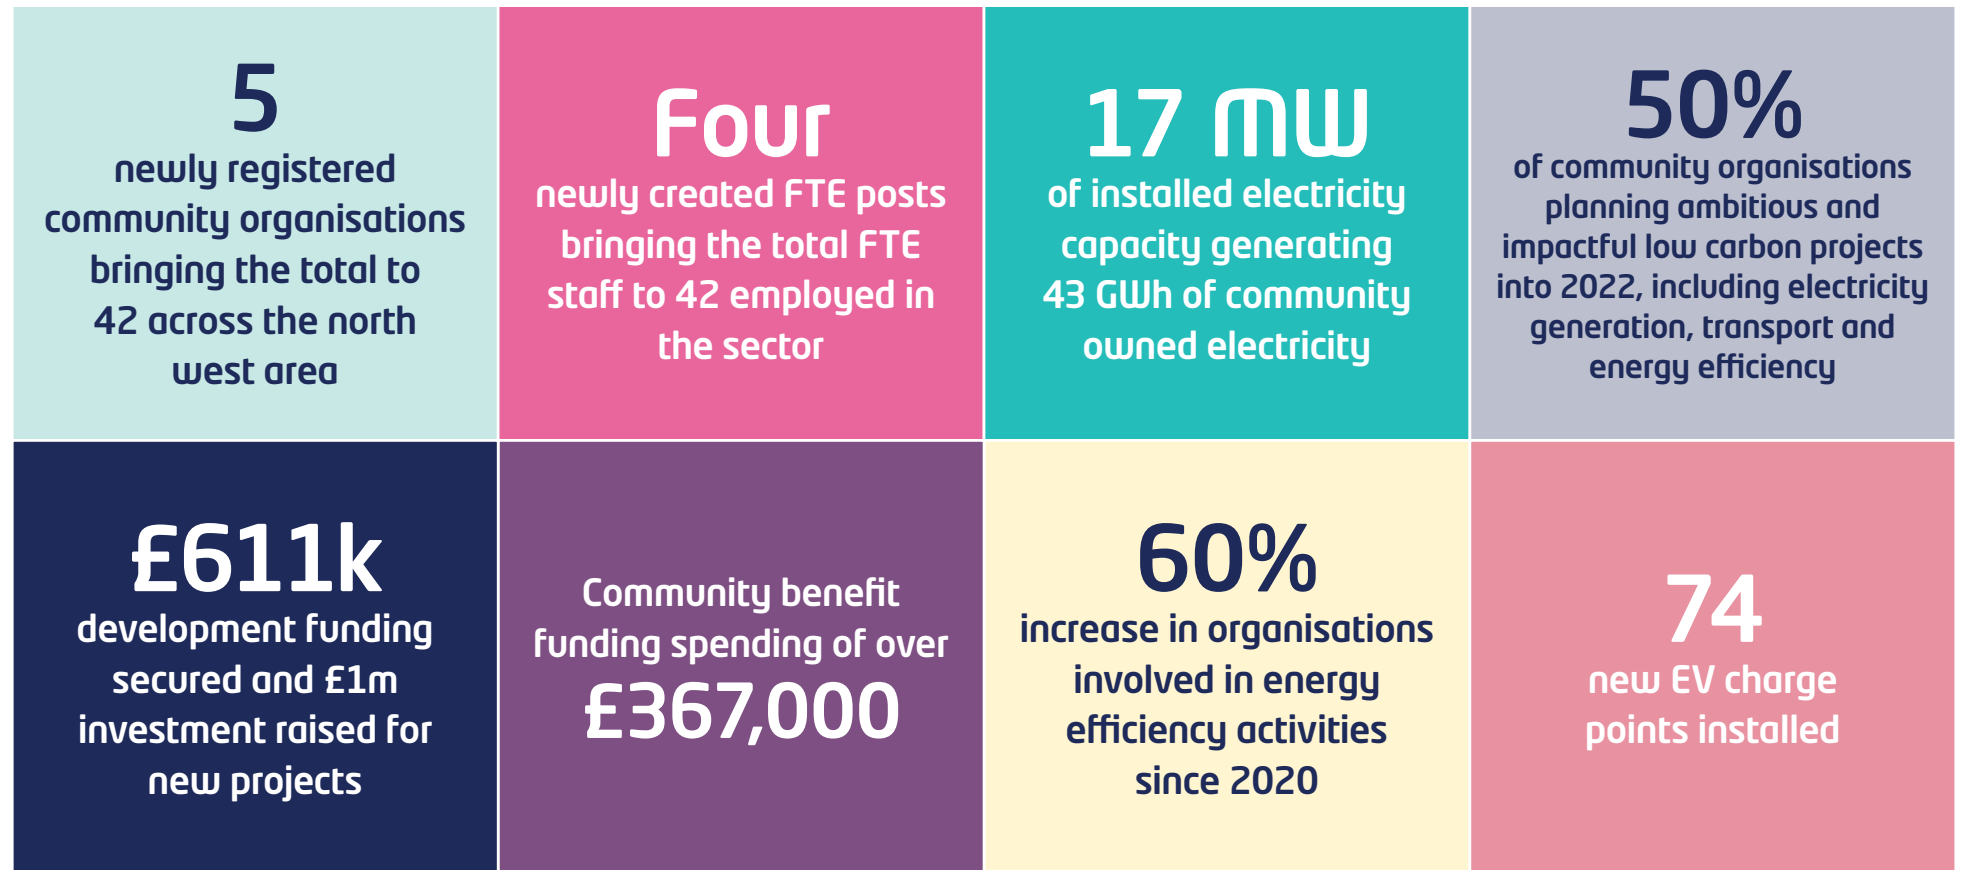 5
newly registered
community organisations
bringing the total to
42 across the north
west area
Four
newly created FTE posts
bringing the total FTE
staff to 42 employed in
the sector
17 MW
of installed electricity
capacity generating
43 GWh of community
owned electricity
50%
of community organisations
planning ambitious and
impactful low carbon projects
into 2022, including electricity
generation, transport and
energy efficiency
£611k
development funding
secured and £1m
investment raised for
new projects
Community benefit
funding spending of over
£367,000
60%
increase in organisations
involved in energy
efficiency activities
since 2020
74
new EV charge
points installed